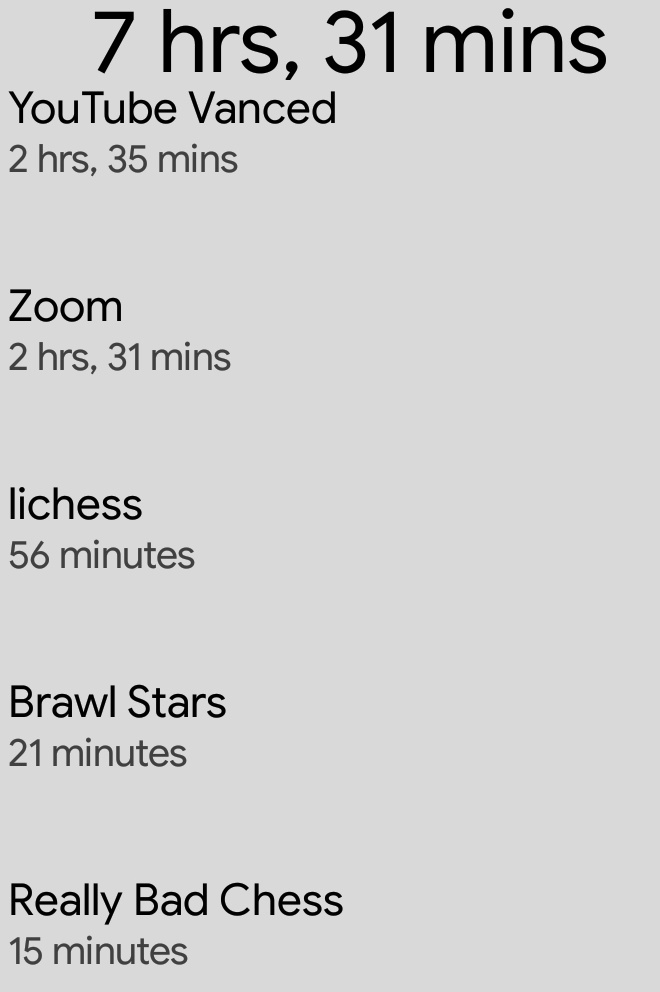 7 hrs, 31 mins
YouTube Vanced
2 hrs, 35 mins
Zoom
2 hrs, 31 mins
lichess
56 minutes
Brawl Stars
21 minutes
Really Bad Chess
15 minutes